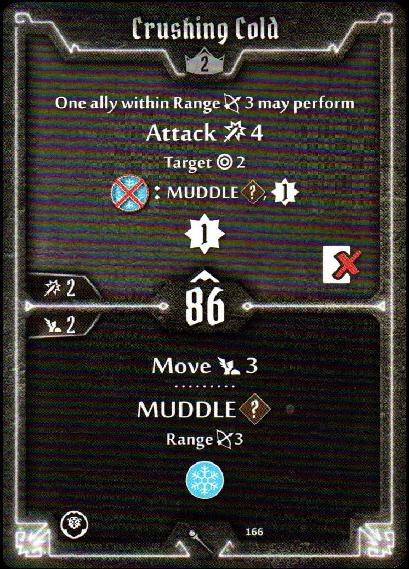 Crushing Cold
2
One ally within Range 3 may perform
Attack 4
Target 2
: MUDDLE ?, 1
1
2
86
2
Move 3
MUDDLE ?
Range 3
166